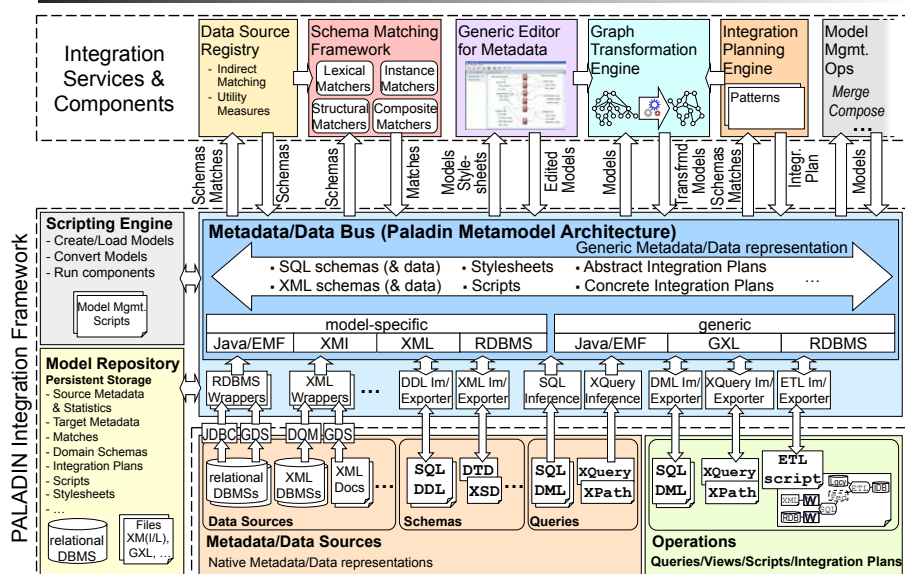 Integration
Services &
Components
Data Source
Registry
- Indirect
Matching
- Utility
Measures
Schema Matching
Framework
Lexical
Matchers
Instance
Matchers
Structural
Matchers
Composite
Matchers
Generic Editor
for Metadata
Graph
Transformation
Engine
Integration
Planning
Engine
Patterns
Model
Mgmt.
Ops
Merge
Compose
...
Schemas
Matches
Schemas
Schemas
Matches
Models
Style-
sheets
Edited
Models
Models
Transfrmd.
Models
Schemas
Matches
Integr.
Plan
Models
PALADIN Integration Framework
Scripting Engine
- Create/Load Models
- Convert Models
- Run components
Model Mgmt.
Scripts
Metadata/Data Bus (Paladin Metamodel Architecture)
Generic Metadata/Data representation
▪ SQL schemas (& data)
▪ Stylesheets
▪ Abstract Integration Plans
▪ XML schemas (& data)
▪ Scripts
▪ Concrete Integration Plans
...
model-specific
generic
Java/EMF
XMI
XML
RDBMS
Java/EMF
GXL
RDBMS
Model Repository
Persistent Storage
- Source Metadata
& Statistics
- Target Metadata
- Matches
- Domain Schemas
- Integration Plans
- Scripts
- Stylesheets
- ...
relational
DBMS
Files
XM(I/L),
GXL, ...
RDBMS
Wrappers
XML
Wrappers
...
DDL Im/
Exporter
XML Im/
Exporter
SQL
Inference
XQuery
Inference
DML Im/
Exporter
XQuery Im/
Exporter
ETL Im/
Exporter
JDBC
GDS
DOM
GDS
relational
DBMSs
XML
DBMSs
XML
Docs
...
Data Sources
SQL
DDL
DTD
XSD
...
Schemas
SQL
DML
XQuery
XPath
Queries
Metadata/Data Sources
Native Metadata/Data representations
SQL
DML
XQuery
XPath
ETL
script
Lgcy
ETL
IDB
XML
W
SQL
RDB
W
Operations
Queries/Views/Scripts/Integration Plans